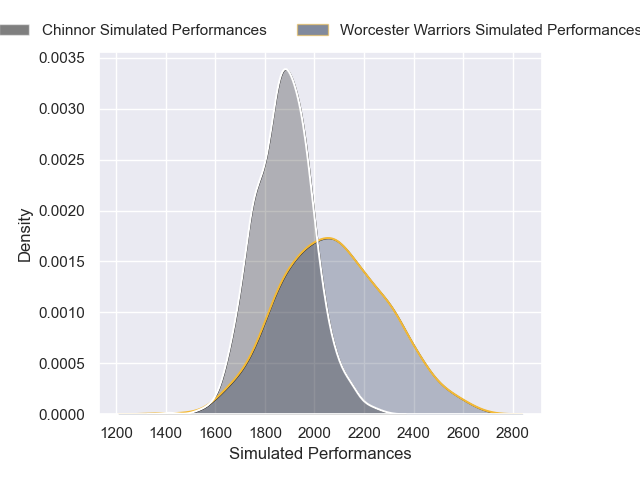 Chinnor Simulated Performances Worcester Warriors Simulated Performances
0.0035
0.0030
0.0025
0.0020
0.0015
0.0010
0.0005
0.0000
Density
1200 1400 1600 1800 2000 2200 2400 2600 2800
Simulated Performances